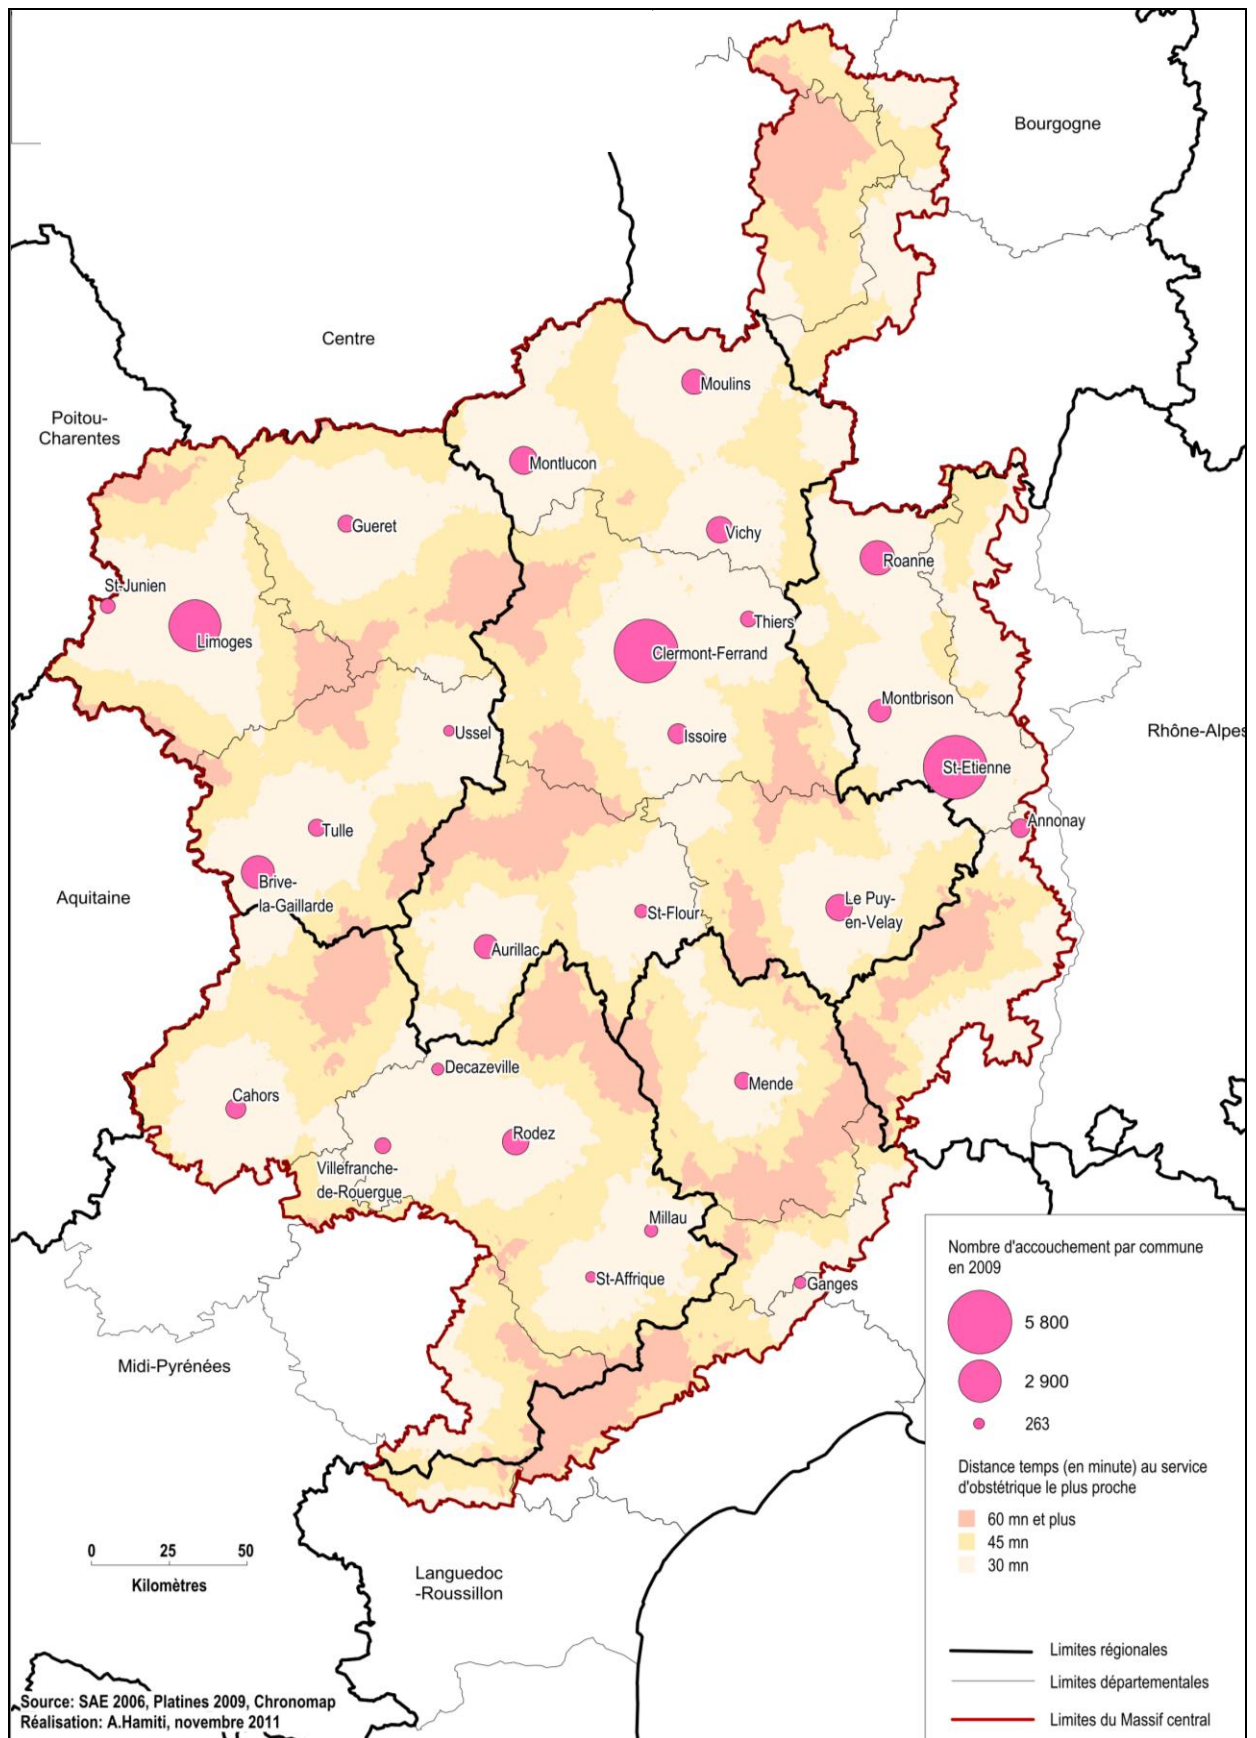 Bourgogne
Centre
Moulins
Poitou-
Charentes
Montlucon
Gueret
Vichy
Roanne
St-Junien
Limoges
Thiers
Clermont-Ferrand
Montbrison
Ussel
Issoire
Rhône-Alpes
St-Etienne
Tulle
Annonay
Aquitaine
Brive-
la-Gaillarde
St-Flour
Le Puy-
en-Velay
Aurillac
Decazeville
Mende
Cahors
Rodez
Villefranche-
de-Rouergue
Millau
St-Affrique
Ganges
Midi-Pyrénées
Languedoc
-Roussillon
Nombre d'accouchement par commune
en 2009
5 800
2 900
263
Distance temps (en minute) au service
d'obstétrique le plus proche
60 mn et plus
45 mn
30 mn
Limites régionales
Limites départementales
Limites du Massif central
0 25 50
Kilomètres
Source: SAE 2006, Platines 2009, Chronomap
Réalisation: A.Hamiti, novembre 2011